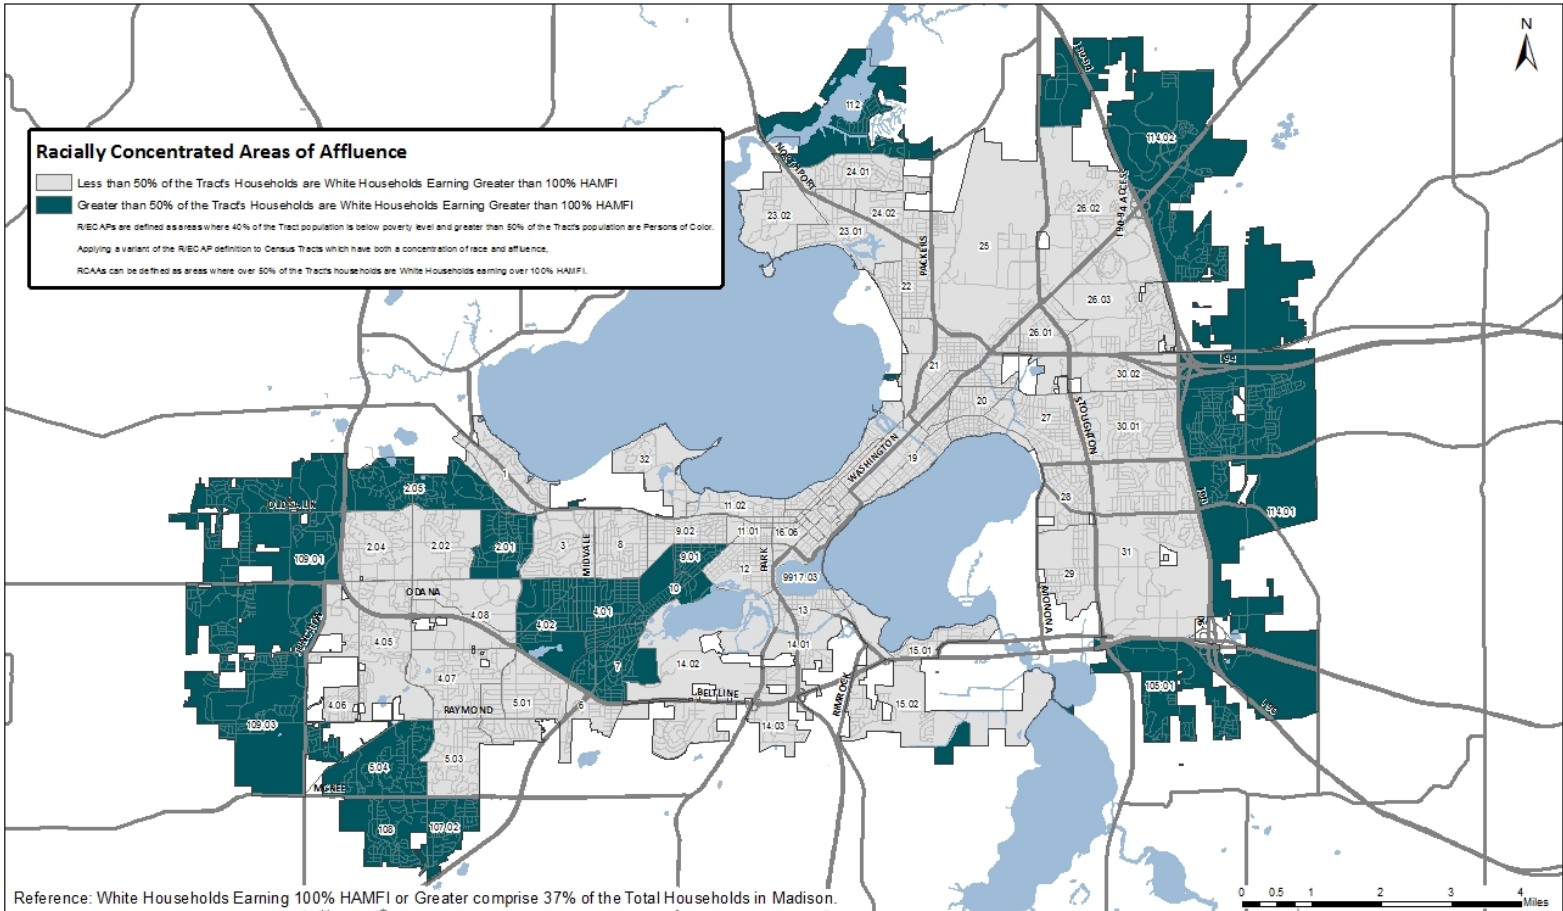 N
Racially Concentrated Areas of Affluence
Less than 50% of the Tract's Households are White Households Earning Greater than 100% HAMFI
Greater than 50% of the Tract's Households are White Households Earning Greater than 100% HAMFI
R/ECAPs are defined as areas where 40% of the Tract population is below poverty level and greater than 50% of the Tract's population are Persons of Color.
Applying a variant of the R/ECAP definition to Census Tracts which have both a concentration of race and affluence,
RCAAs can be defined as areas where over 50% of the Tract's households are White Households earning over 100% HAMFI.
I 90-94
112
114.02
NORTHPORT
24.01
I 90-94 ACCESS
23.02
24.02
26.02
23.01
PACKERS
25
22
26.03
26.01
21
I 94
30.02
20
STOUGHTON
27
30.01
WASHINGTON
19
32
1
2.05
28
I 90
OLD SAUK
11.02
114.01
2.04
2.02
2.01
3
MIDVALE
8
9.02
11.01
16.06
109.01
9.01
PARK
31
12
10
9917.03
29
ODANA
4.08
4.01
13
MONONA
4.02
JUNCTION
4.05
14.01
15.01
I 90
14.02
7
4.07
RIMROCK
105.01
4.06
5.01
6
BELTLINE
15.02
RAYMOND
109.03
14.03
5.03
5.04
MCKEE
108
107.02
Reference: White Households Earning 100% HAMFI or Greater comprise 37% of the Total Households in Madison.
0 0.5 1 2 3 4
Miles